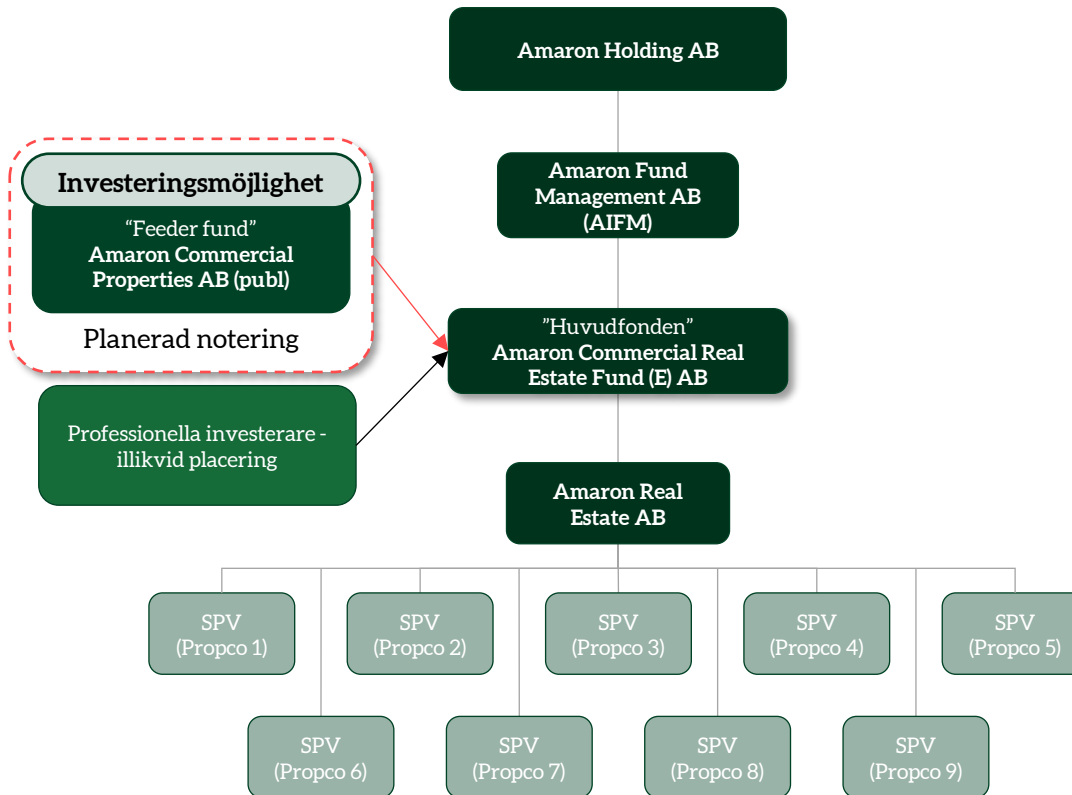 Amaron Holding AB
Amaron Fund
Management AB
(AIFM)
Investeringsmöjlighet
“Feeder fund”
Amaron Commercial
Properties AB (publ)
Planerad notering
”Huvudfonden”
Amaron Commercial Real
Estate Fund (E) AB
Professionella investerare -
illikvid placering
Amaron Real
Estate AB
SPV
(Propco 1)
SPV
(Propco 2)
SPV
(Propco 3)
SPV
(Propco 4)
SPV
(Propco 5)
SPV
(Propco 6)
SPV
(Propco 7)
SPV
(Propco 8)
SPV
(Propco 9)